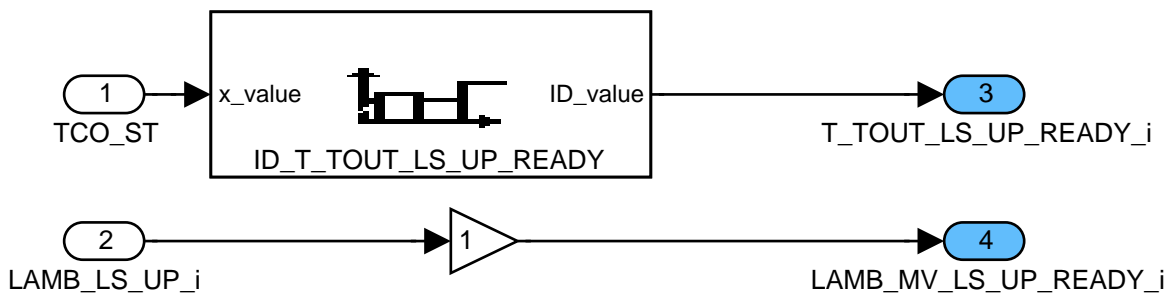 1
x_value
ID_value
3
TCO_ST
ID_T_TOUT_LS_UP_READY
T_TOUT_LS_UP_READY_i
2
1
4
LAMB_LS_UP_i
LAMB_MV_LS_UP_READY_i